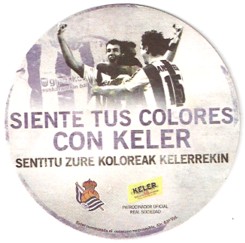 SIENTE TUS COLORES
CON KELER
SENTITU ZURE KOLOREAK KELERREKIN
KELER
PATROCINADOR OFICIAL
REAL SOCIEDAD